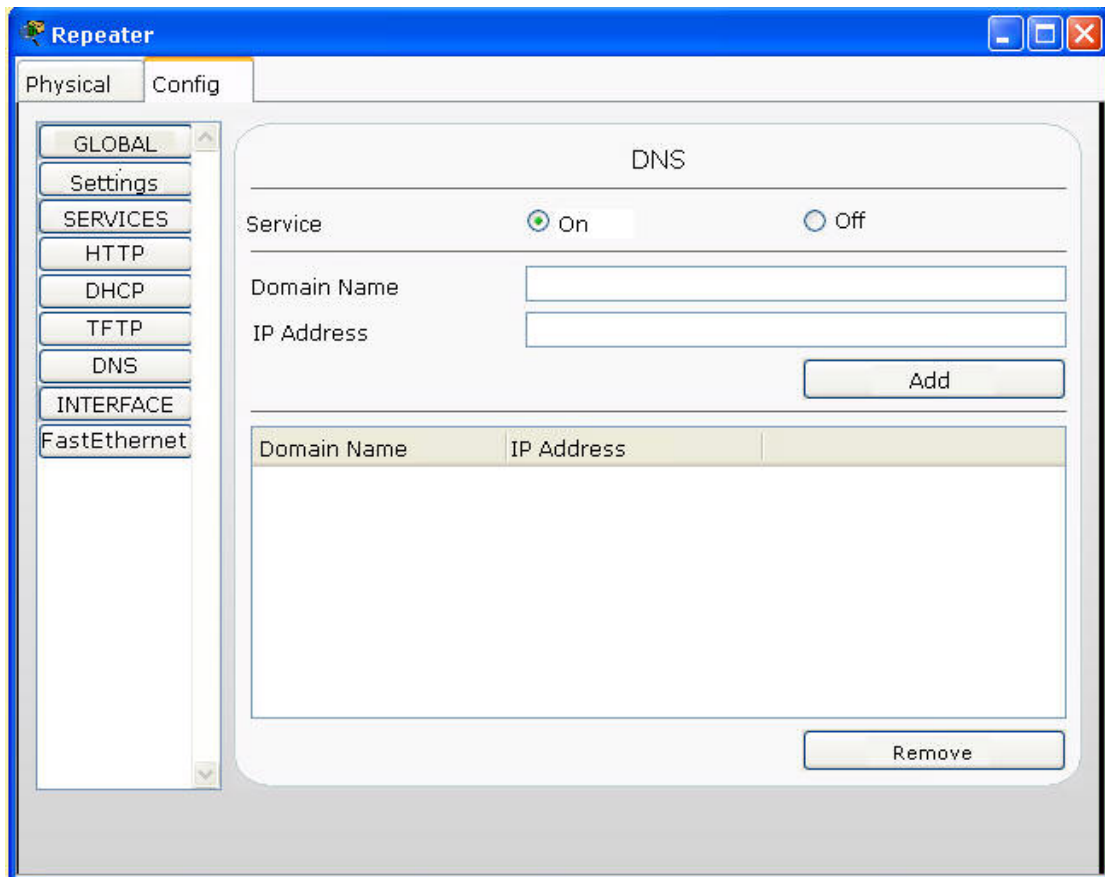 Repeater
Physical
Config
GLOBAL
Settings
SERVICES
HTTP
DHCP
TFTP
DNS
INTERFACE
FastEthernet
DNS
Service
On
Off
Domain Name
IP Address
Add
Domain Name
IP Address
Remove